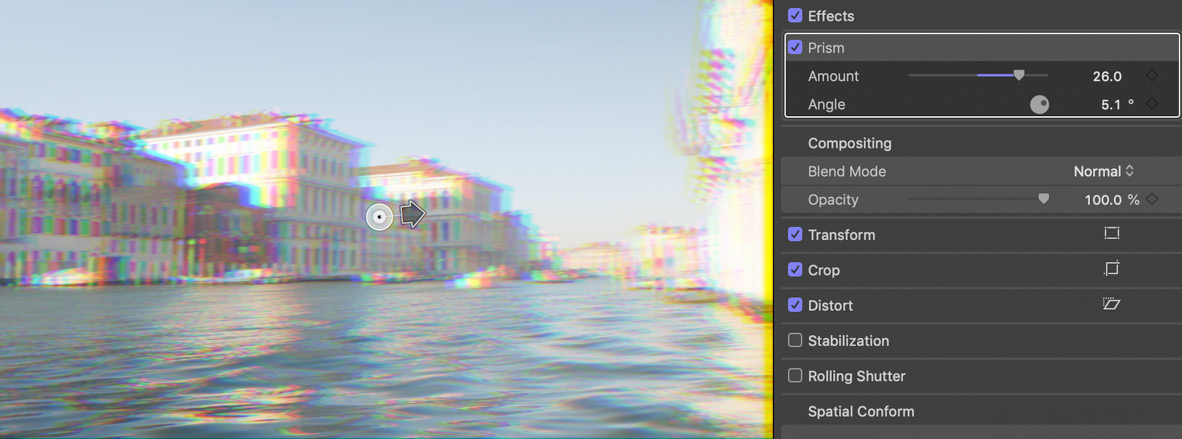 Effects
Prism
Amount 26.0
Angle 5.1 °
Compositing
Blend Mode Normal
Opacity 100.0 %
Transform
Crop
Distort
Stabilization
Rolling Shutter
Spatial Conform